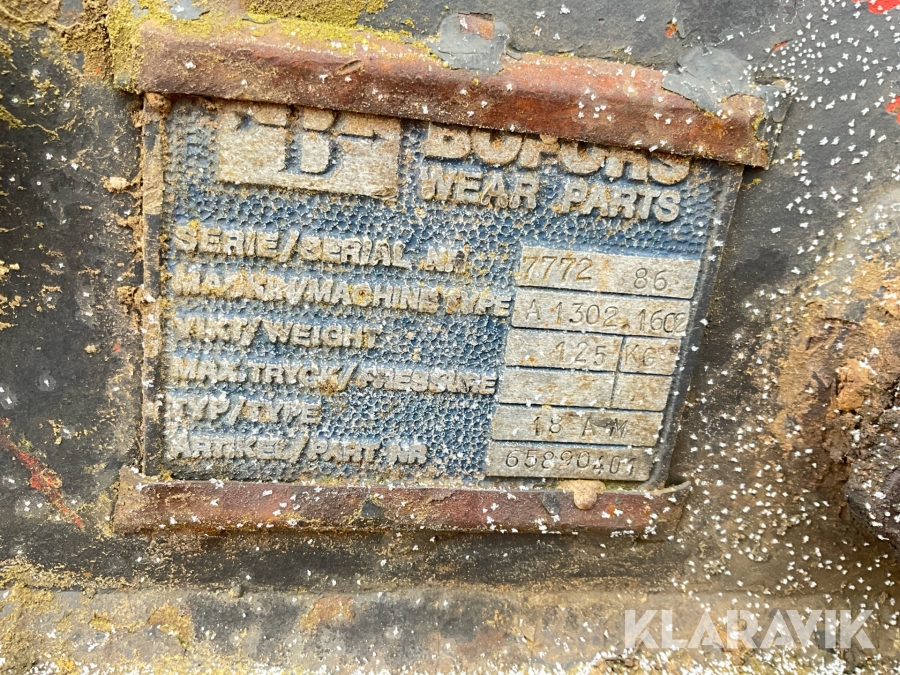 BOFORS
WEAR PARTS
SERIE/SERIAL NR 7772 86
MASKIN/MACHINE TYPE A 1302 1602
VIKT/WEIGHT 125 KG
MAX.TRYCK/PRESSURE
TYP/TYPE 18 A M
ARTIKEL/PART NR 65890401
KLARAVIK